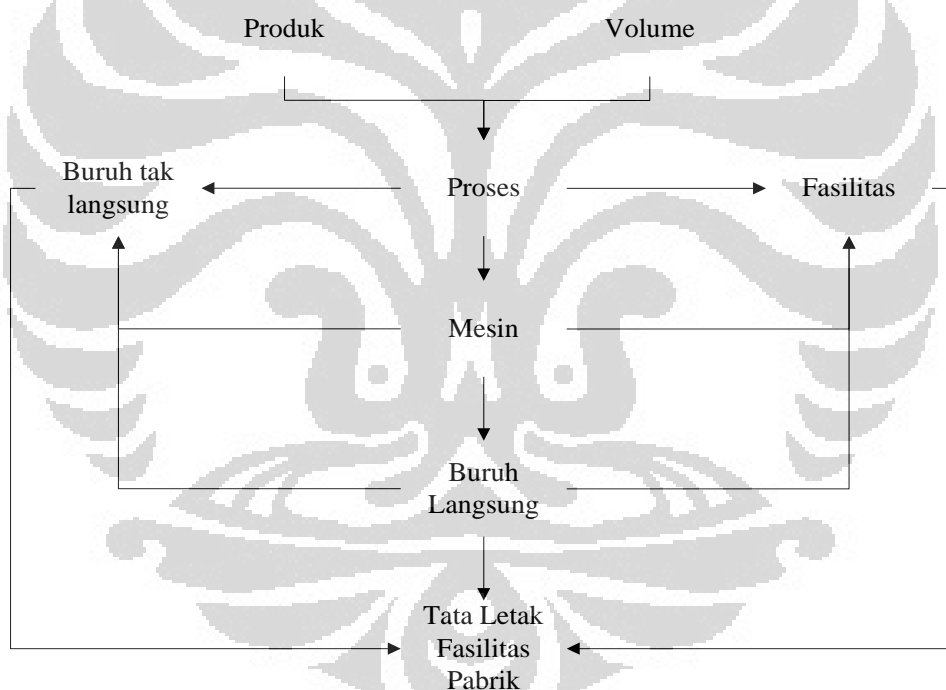 Produk
Volume
Buruh tak
langsung
Proses
Fasilitas
Mesin
Buruh
Langsung
Tata Letak
Fasilitas
Pabrik